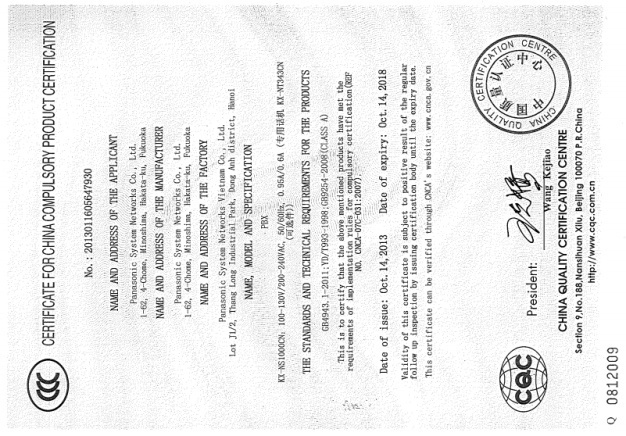 CERTIFICATE FOR CHINA COMPULSORY PRODUCT CERTIFICATION
No.: 2013011605647930
NAME AND ADDRESS OF THE APPLICANT
Panasonic System Networks Co., Ltd.
1-62, 4-Chome, Minoshima, Hakata-ku, Fukuoka
NAME AND ADDRESS OF THE MANUFACTURER
Panasonic System Networks Co., Ltd.
1-62, 4-Chome, Minoshima, Hakata-ku, Fukuoka
NAME AND ADDRESS OF THE FACTORY
Panasonic System Networks Vietnam Co., Ltd.
Lot J1/2, Thang Long Industrial Park, Dong Anh district, Hanoi
NAME, MODEL AND SPECIFICATION
PBX
KX-NS1000CN: 100-130V/200-240VAC, 50/60Hz, 0.95A/0.6A (专用话机 KX-NT343CN
(可选件))
THE STANDARDS AND TECHNICAL REQUIREMENTS FOR THE PRODUCTS
GB4943.1-2011;YD/T993-1998;GB9254-2008(CLASS A)
This is to certify that the above mentioned products have met the
requirements of implementation rules for compulsory certification(REF
NO. CNCA-07C-031:2007).
Date of issue: Oct.14,2013 Date of expiry: Oct.14,2018
Validity of this certificate is subject to positive result of the regular
follow up inspection by issuing certification body until the expiry date.
This certificate can be verified through CNCA's website: www.cnca.gov.cn
President:
Wang Kejiao
CHINA QUALITY CERTIFICATION CENTRE
中国质量认证中心
CQC
CHINA QUALITY CERTIFICATION CENTRE
Section 9,No.188,Nansihuan Xilu, Beijing 100070 P.R.China
http://www.cqc.com.cn
Q 0812009